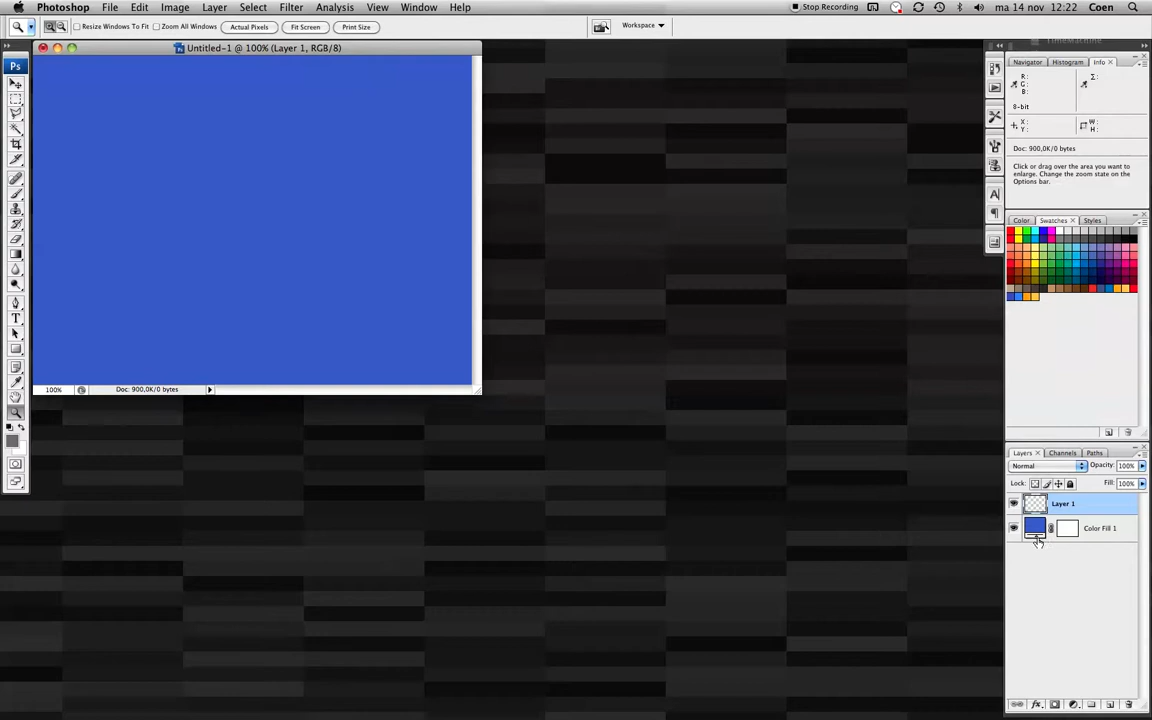 Photoshop File Edit Image Layer Select Filter Analysis View Window Help Stop Recording ma 14 nov 12:22 Coen
Resize Windows To Fit Zoom All Windows Actual Pixels Fit Screen Print Size Workspace
TimeMachine
Untitled-1 @ 100% (Layer 1, RGB/8)
Ps
Navigator Histogram Info
R:
G:
B:
Σ:
8-bit
X:
Y:
W:
H:
Doc: 900,0K/0 bytes
Click or drag over the area you want to
enlarge. Change the zoom state on the
Options bar.
Color Swatches Styles
100% Doc: 900,0K/0 bytes
Layers Channels Paths
Normal Opacity: 100%
Lock: Fill: 100%
Layer 1
Color Fill 1